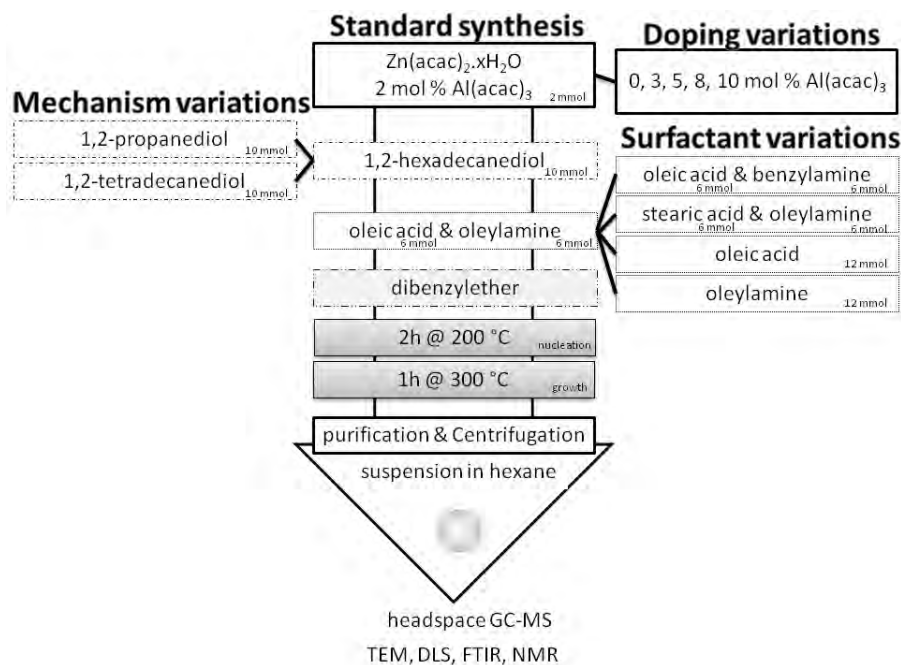 Standard synthesis
Zn(acac)₂.xH₂O
2 mol % Al(acac)₃
2 mmol
Doping variations
0, 3, 5, 8, 10 mol % Al(acac)₃
Mechanism variations
1,2-propanediol
10 mmol
1,2-tetradecanediol
10 mmol
1,2-hexadecanediol
10 mmol
Surfactant variations
oleic acid & benzylamine
6 mmol 6 mmol
stearic acid & oleylamine
6 mmol 6 mmol
oleic acid
12 mmol
oleylamine
12 mmol
oleic acid & oleylamine
6 mmol 6 mmol
dibenzylether
2h @ 200 °C
nucleation
1h @ 300 °C
growth
purification & Centrifugation
suspension in hexane
headspace GC-MS
TEM, DLS, FTIR, NMR